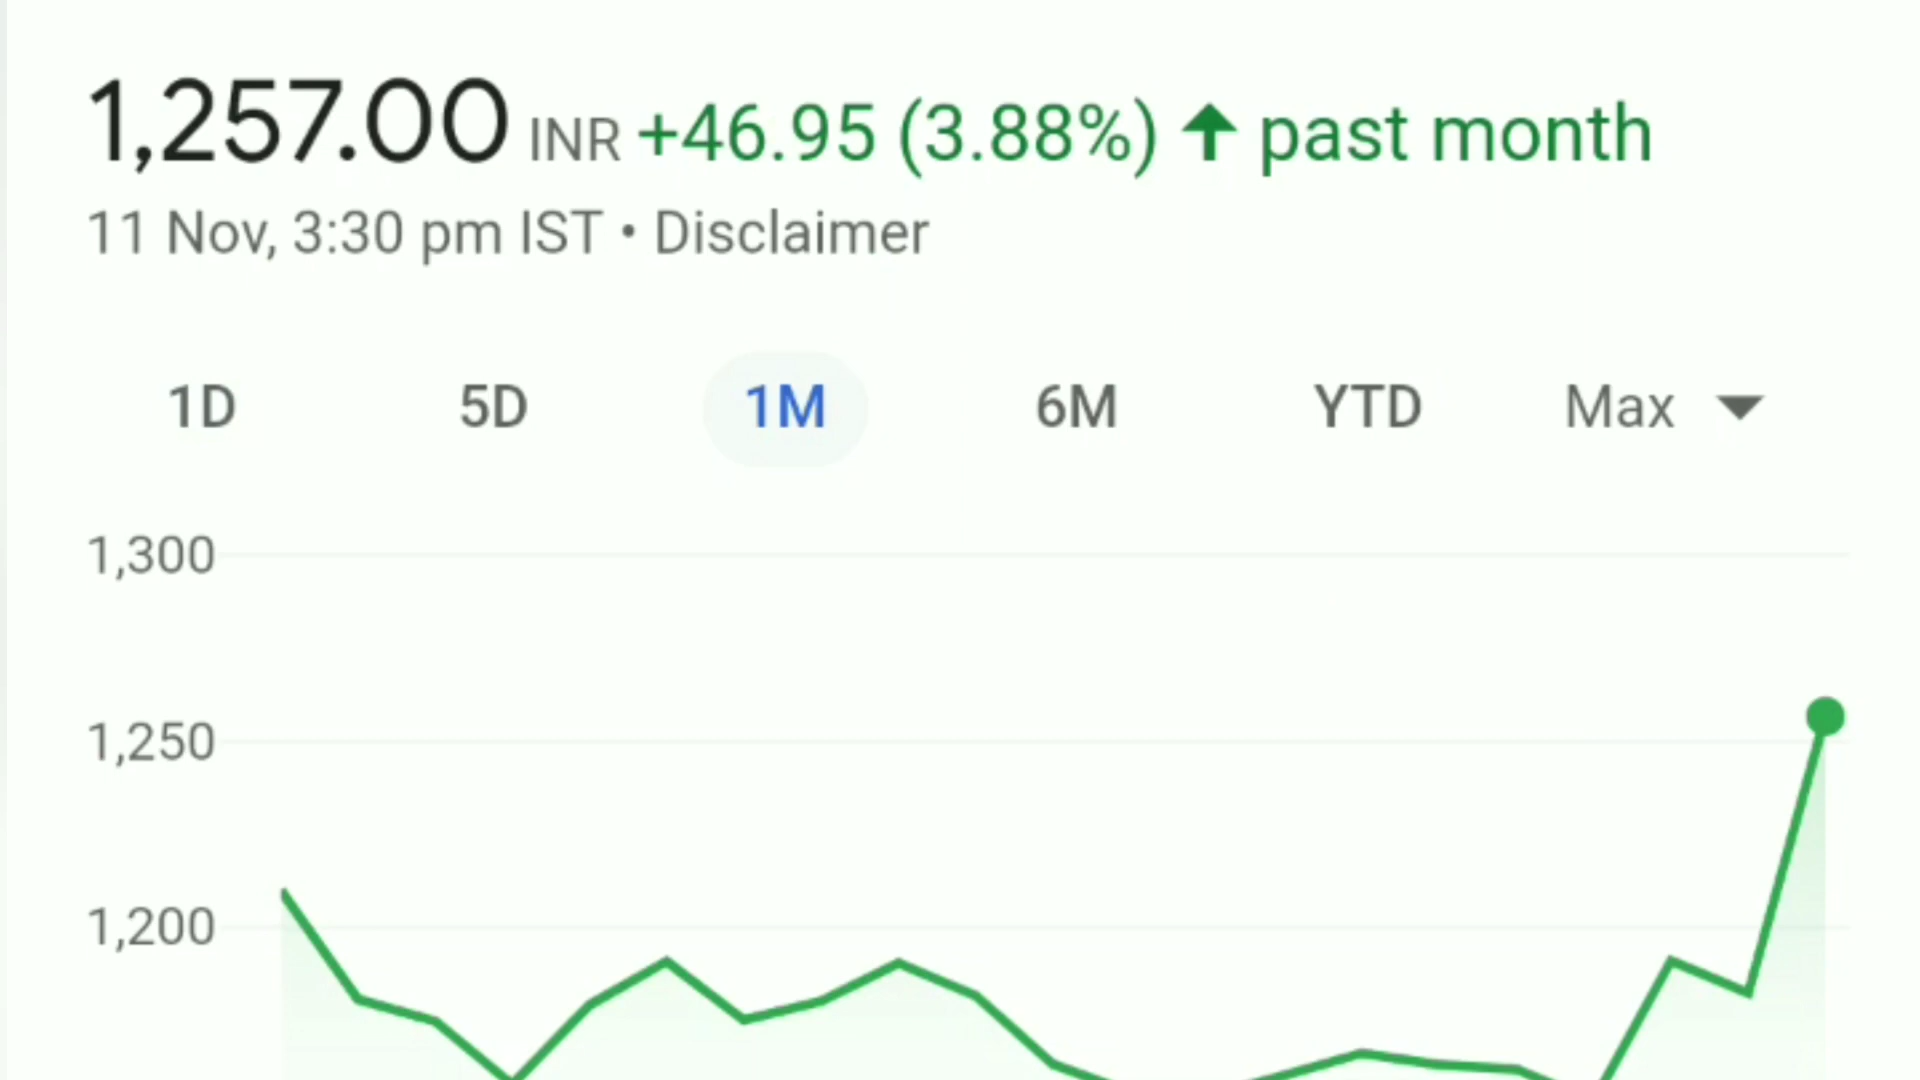 1,257.00 INR +46.95 (3.88%) ↑ past month
11 Nov, 3:30 pm IST • Disclaimer
1D 5D 1M 6M YTD Max
1,300
1,250
1,200